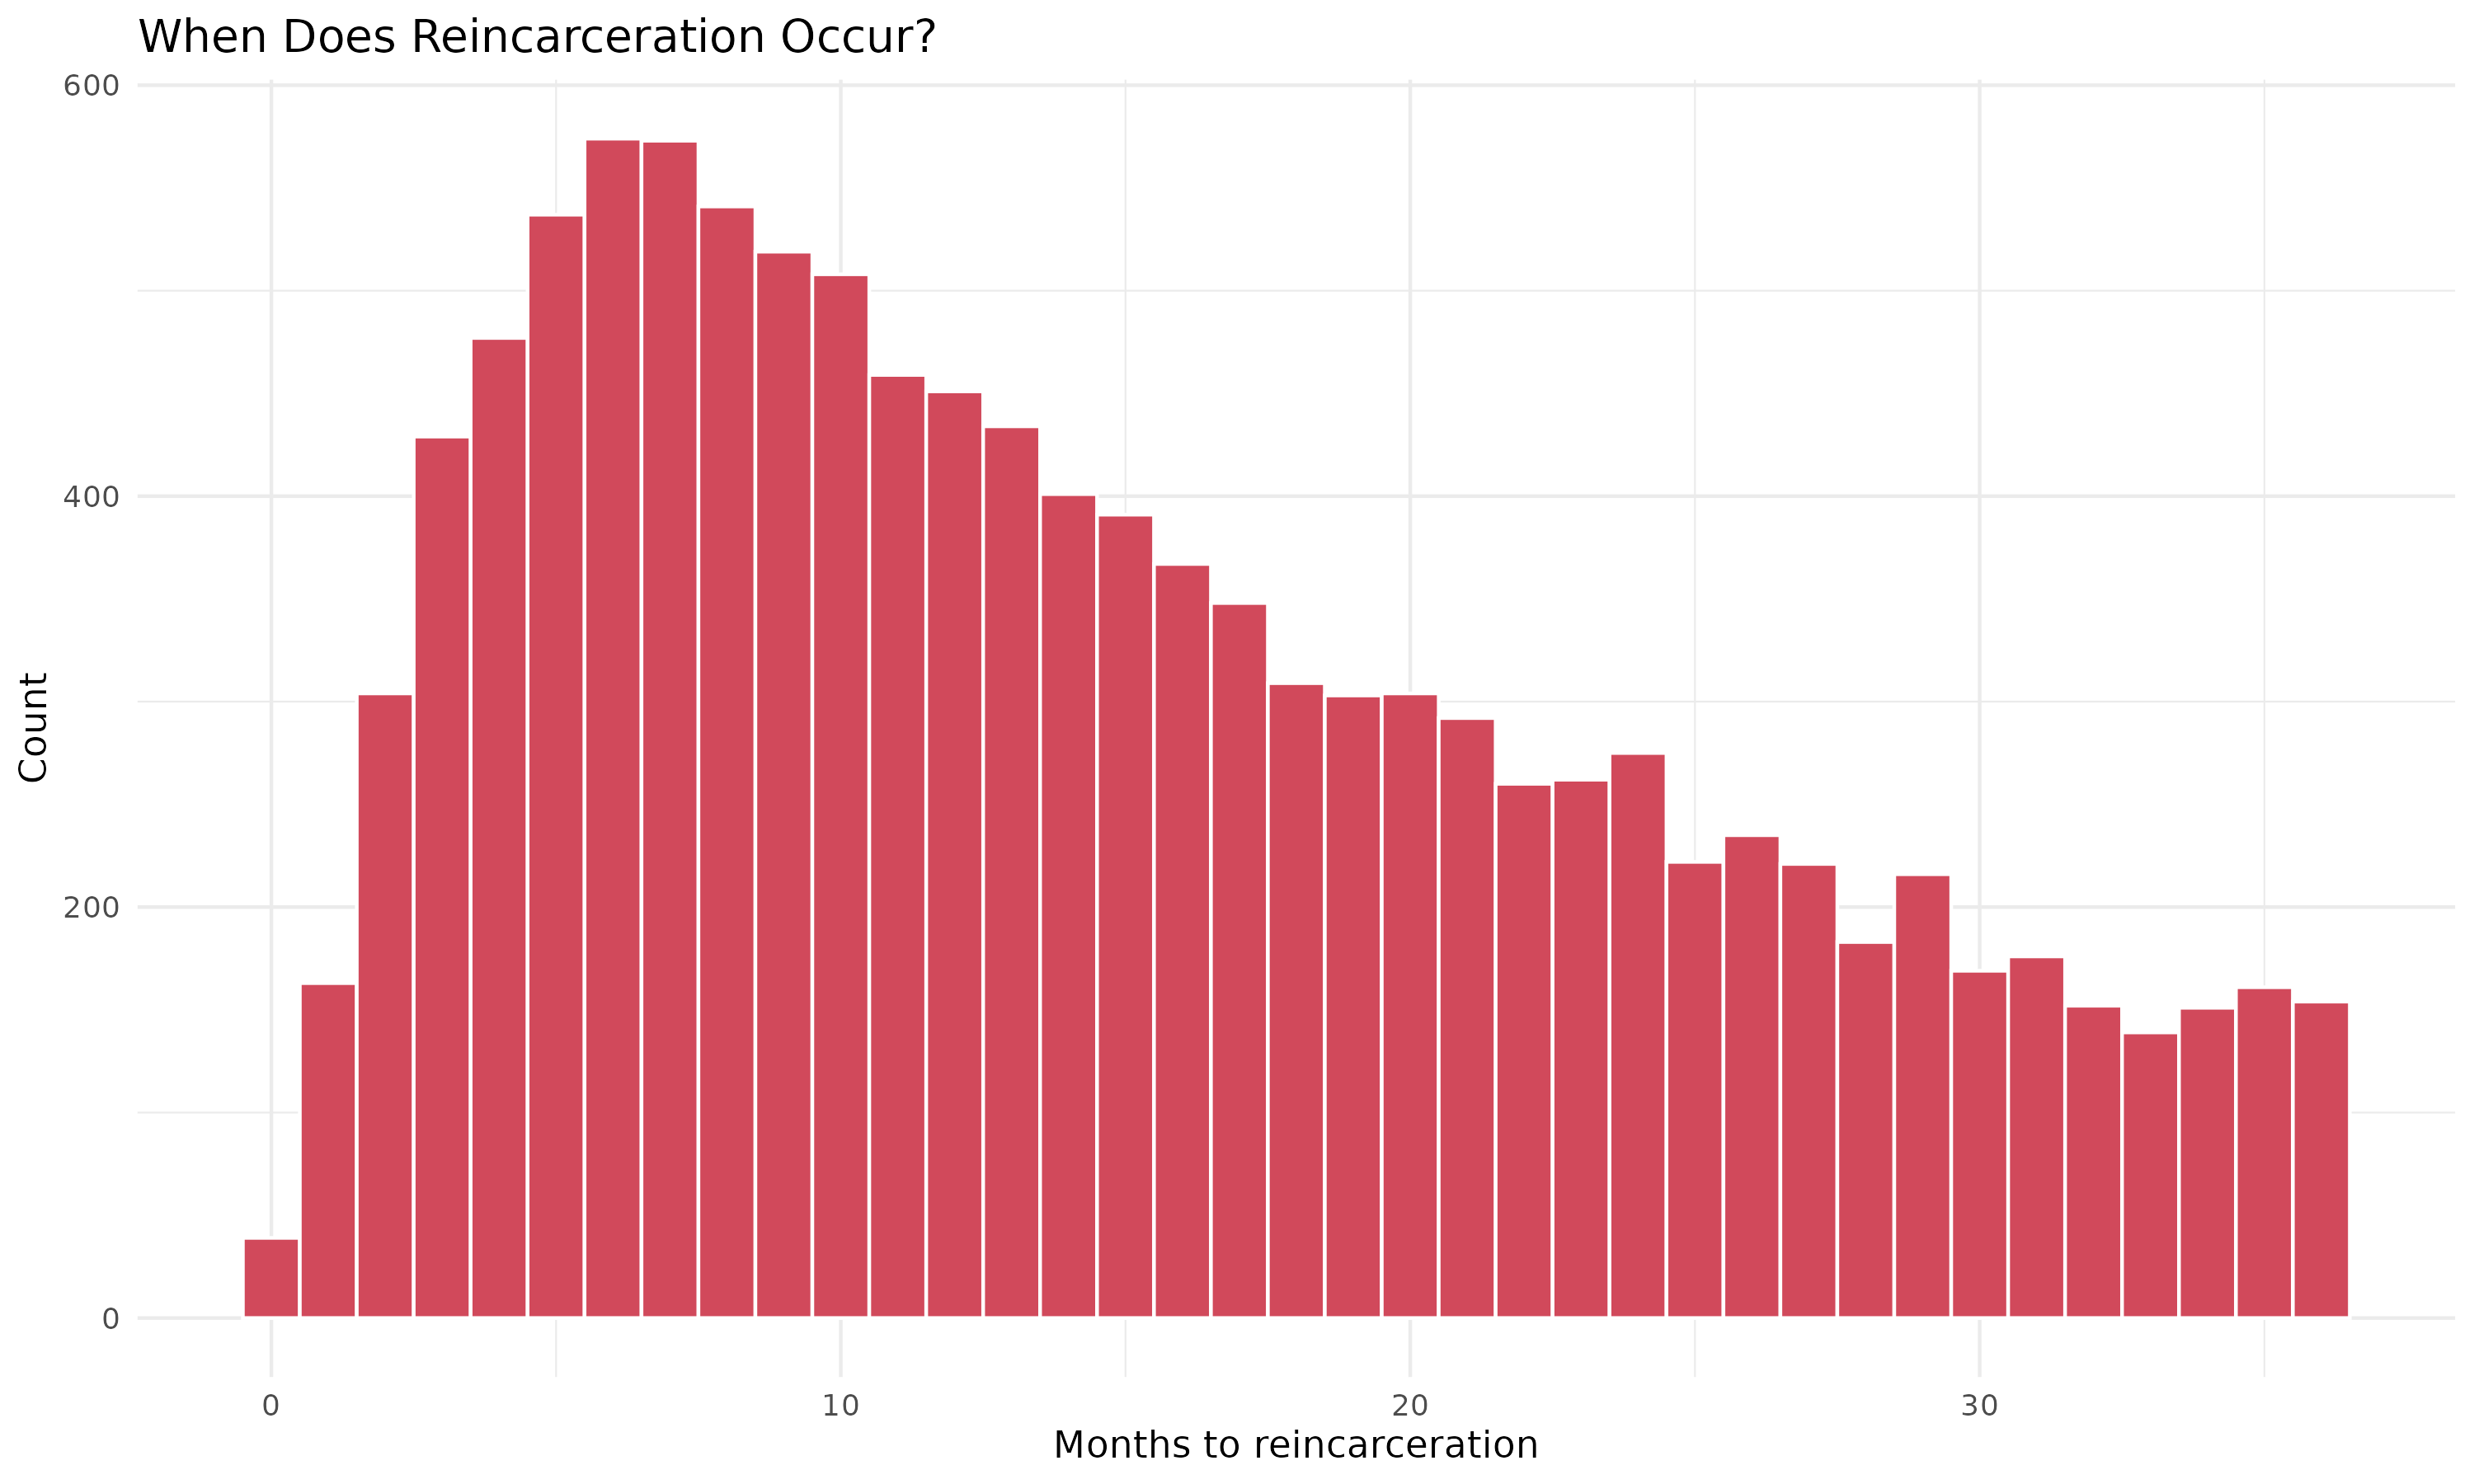 When Does Reincarceration Occur?
600
400
200
0
Count
0 10 20 30
Months to reincarceration